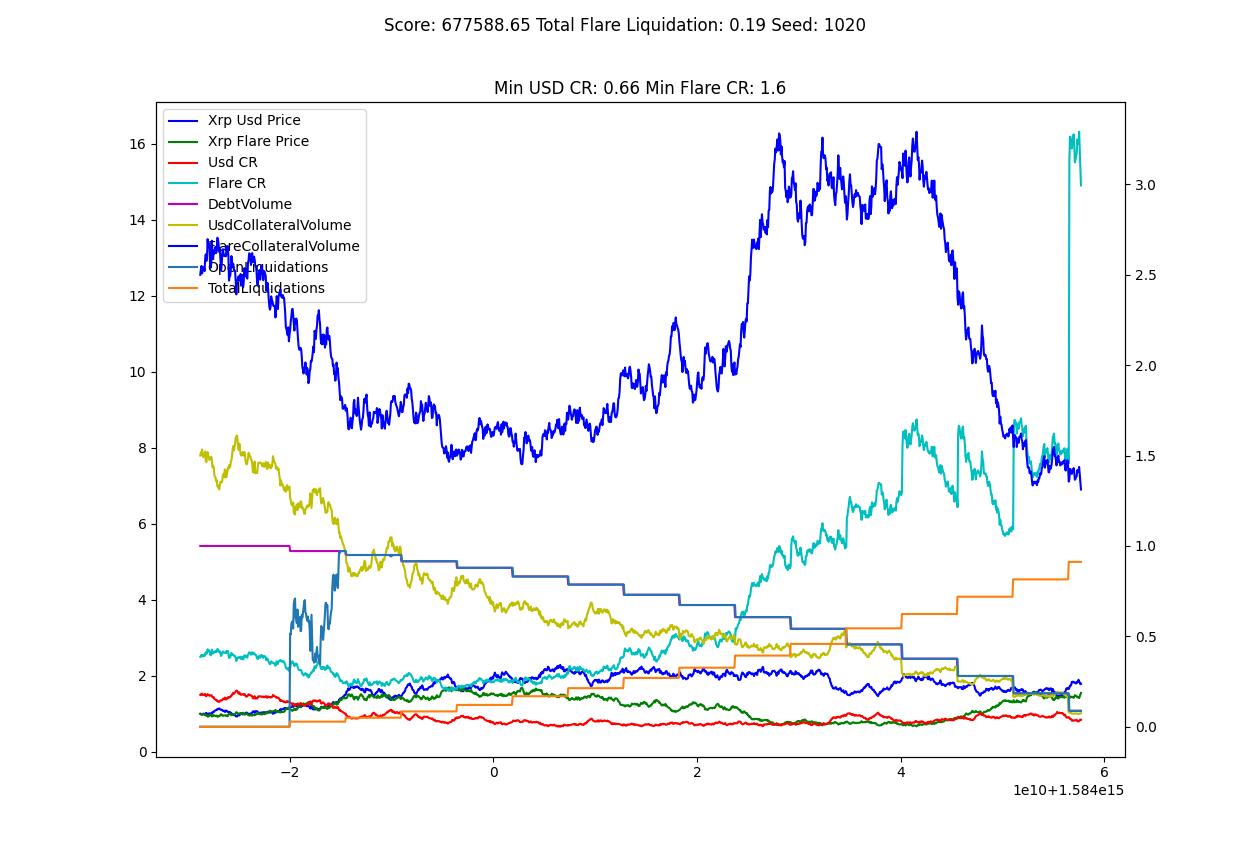 Score: 677588.65 Total Flare Liquidation: 0.19 Seed: 1020
Min USD CR: 0.66 Min Flare CR: 1.6
Xrp Usd Price
Xrp Flare Price
Usd CR
Flare CR
DebtVolume
UsdCollateralVolume
FlareCollateralVolume
OpenLiquidations
TotalLiquidations
16
14
12
10
8
6
4
2
0
3.0
2.5
2.0
1.5
1.0
0.5
0.0
−2
0
2
4
6
1e10+1.584e15